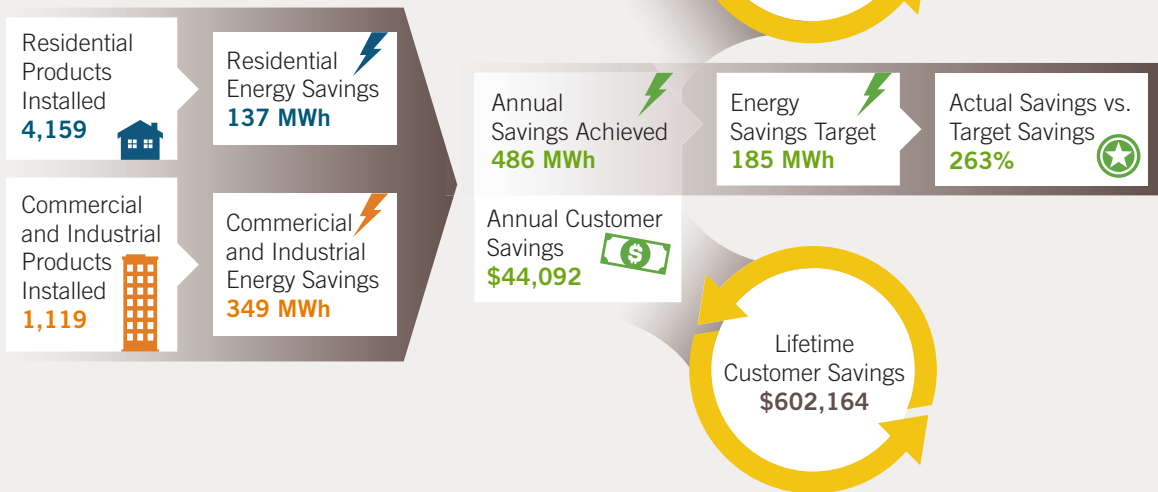 Residential
Products
Installed
4,159
Residential
Energy Savings
137 MWh
Commercial
and Industrial
Products
Installed
1,119
Commericial
and Industrial
Energy Savings
349 MWh
Annual
Savings Achieved
486 MWh
Energy
Savings Target
185 MWh
Actual Savings vs.
Target Savings
263%
Annual Customer
Savings
$
$44,092
Lifetime
Customer Savings
$602,164